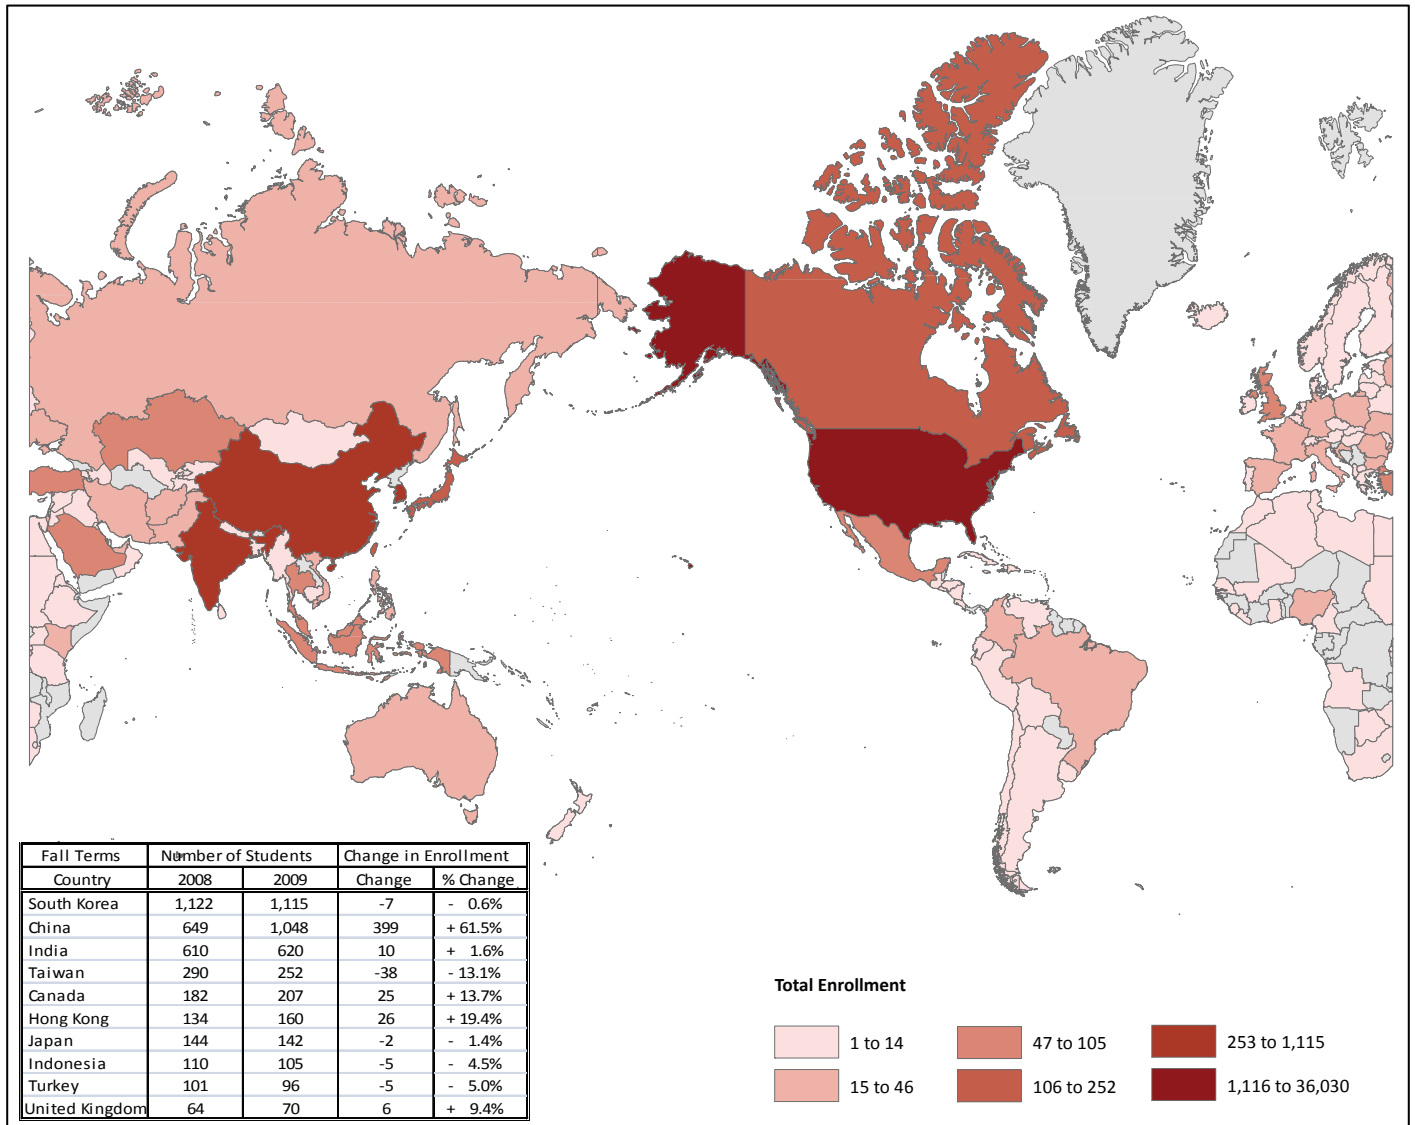 Fall Terms Number of Students Change in Enrollment
Country 2008 2009 Change % Change
South Korea 1,122 1,115 -7 - 0.6%
China 649 1,048 399 + 61.5%
India 610 620 10 + 1.6%
Taiwan 290 252 -38 - 13.1%
Canada 182 207 25 + 13.7%
Hong Kong 134 160 26 + 19.4%
Japan 144 142 -2 - 1.4%
Indonesia 110 105 -5 - 4.5%
Turkey 101 96 -5 - 5.0%
United Kingdom 64 70 6 + 9.4%
Total Enrollment
1 to 14 47 to 105 253 to 1,115
15 to 46 106 to 252 1,116 to 36,030